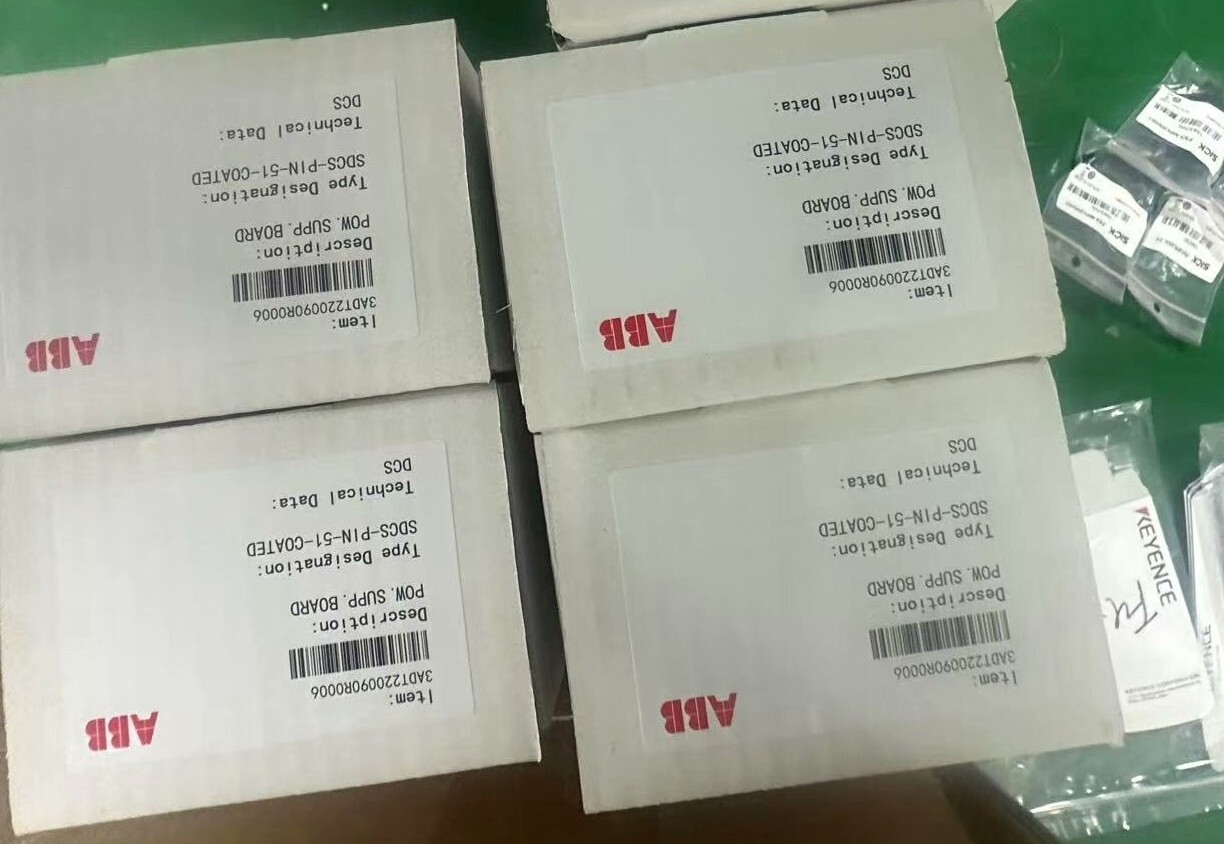 ABB
Item:
3ADT220090R0006
Description:
POW. SUPP. BOARD
Type Designation:
SDCS-PIN-51-COATED
Technical Data:
DCS
ABB
Item:
3ADT220090R0006
Description:
POW. SUPP. BOARD
Type Designation:
SDCS-PIN-51-COATED
Technical Data:
DCS
ABB
Item:
3ADT220090R0006
Description:
POW. SUPP. BOARD
Type Designation:
SDCS-PIN-51-COATED
Technical Data:
DCS
ABB
Item:
3ADT220090R0006
Description:
POW. SUPP. BOARD
Type Designation:
SDCS-PIN-51-COATED
Technical Data:
DCS
SICK
SICK
SICK
KEYENCE